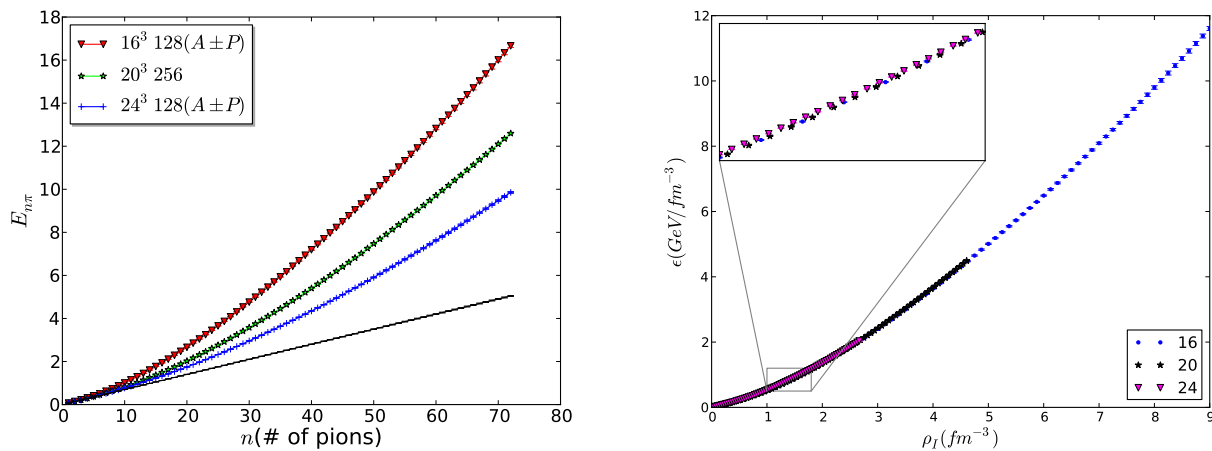 18
16
14
12
10
8
6
4
2
0
0 10 20 30 40 50 60 70 80
E_{nπ}
n(# of pions)
16^3 128(A±P)
20^3 256
24^3 128(A±P)
12
10
8
6
4
2
0
0 1 2 3 4 5 6 7 8 9
ϵ(GeV/fm^{-3})
ρ_I(fm^{-3})
16
20
24